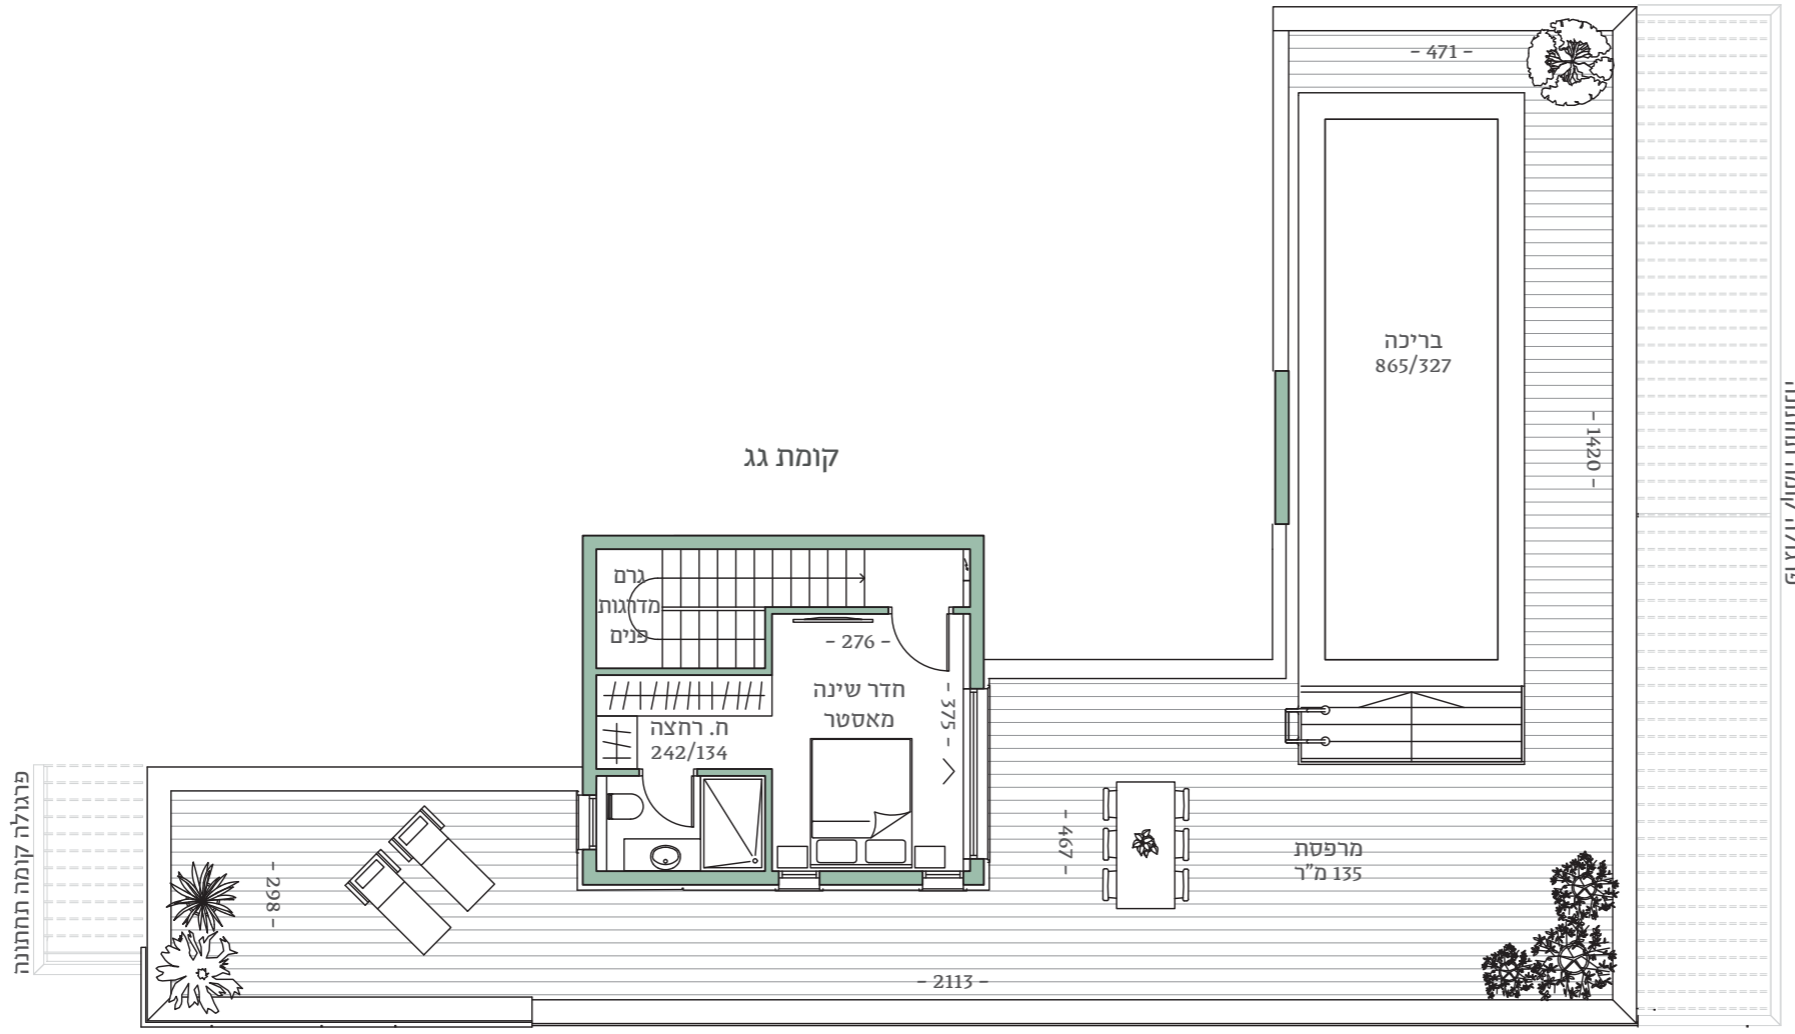 - 471 -
בריכה
865/327
- 1420 -
קומת גג
גרם
מדרגות
פנים
- 276 -
חדר שינה
מאסטר
- 375 -
ח. רחצה
242/134
- 467 -
מרפסת
135 מ"ר
- 298 -
- 2113 -
פרגולה קומה תחתונה